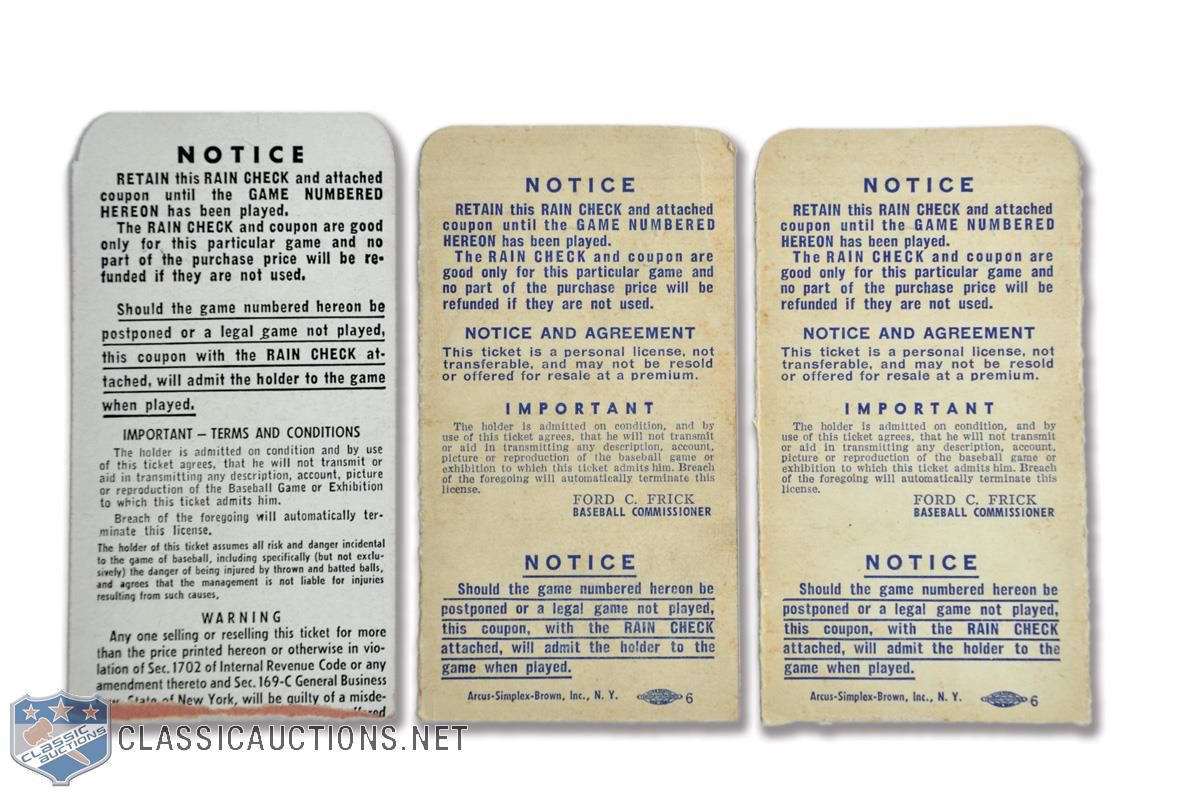 NOTICE
RETAIN this RAIN CHECK and attached
coupon until the GAME NUMBERED
HEREON has been played.
The RAIN CHECK and coupon are good
only for this particular game and no
part of the purchase price will be re-
funded if they are not used.
Should the game numbered hereon be
postponed or a legal game not played,
this coupon with the RAIN CHECK at-
tached, will admit the holder to the game
when played.
IMPORTANT – TERMS AND CONDITIONS
The holder is admitted on condition and by use
of this ticket agrees, that he will not transmit or
aid in transmitting any description, account, picture
or reproduction of the Baseball Game or Exhibition
to which this ticket admits him.
Breach of the foregoing will automatically ter-
minate this license.
The holder of this ticket assumes all risk and danger incidental
to the game of baseball, including specifically (but not exclu-
sively) the danger of being injured by thrown and batted balls,
and agrees that the management is not liable for injuries
resulting from such causes,
WARNING
Any one selling or reselling this ticket for more
than the price printed hereon or otherwise in vio-
lation of Sec. 1702 of Internal Revenue Code or any
amendment thereto and Sec. 169-C General Business
State of New York, will be guilty of a misde-
NOTICE
RETAIN this RAIN CHECK and attached
coupon until the GAME NUMBERED
HEREON has been played.
The RAIN CHECK and coupon are
good only for this particular game and
no part of the purchase price will be
refunded if they are not used.
NOTICE AND AGREEMENT
This ticket is a personal license, not
transferable, and may not be resold
or offered for resale at a premium.
IMPORTANT
The holder is admitted on condition, and by
use of this ticket agrees, that he will not transmit
or aid in transmitting any description, account,
picture or reproduction of the baseball game or
exhibition to which this ticket admits him. Breach
of the foregoing will automatically terminate this
license.
FORD C. FRICK
BASEBALL COMMISSIONER
NOTICE
Should the game numbered hereon be
postponed or a legal game not played,
this coupon, with the RAIN CHECK
attached, will admit the holder to the
game when played.
Arcus-Simplex-Brown, Inc., N. Y. 6
NOTICE
RETAIN this RAIN CHECK and attached
coupon until the GAME NUMBERED
HEREON has been played.
The RAIN CHECK and coupon are
good only for this particular game and
no part of the purchase price will be
refunded if they are not used.
NOTICE AND AGREEMENT
This ticket is a personal license, not
transferable, and may not be resold
or offered for resale at a premium.
IMPORTANT
The holder is admitted on condition, and by
use of this ticket agrees, that he will not transmit
or aid in transmitting any description, account,
picture or reproduction of the baseball game or
exhibition to which this ticket admits him. Breach
of the foregoing will automatically terminate this
license.
FORD C. FRICK
BASEBALL COMMISSIONER
NOTICE
Should the game numbered hereon be
postponed or a legal game not played,
this coupon, with the RAIN CHECK
attached, will admit the holder to the
game when played.
Arcus-Simplex-Brown, Inc., N. Y. 6
CLASSIC
AUCTIONS
CLASSICAUCTIONS.NET